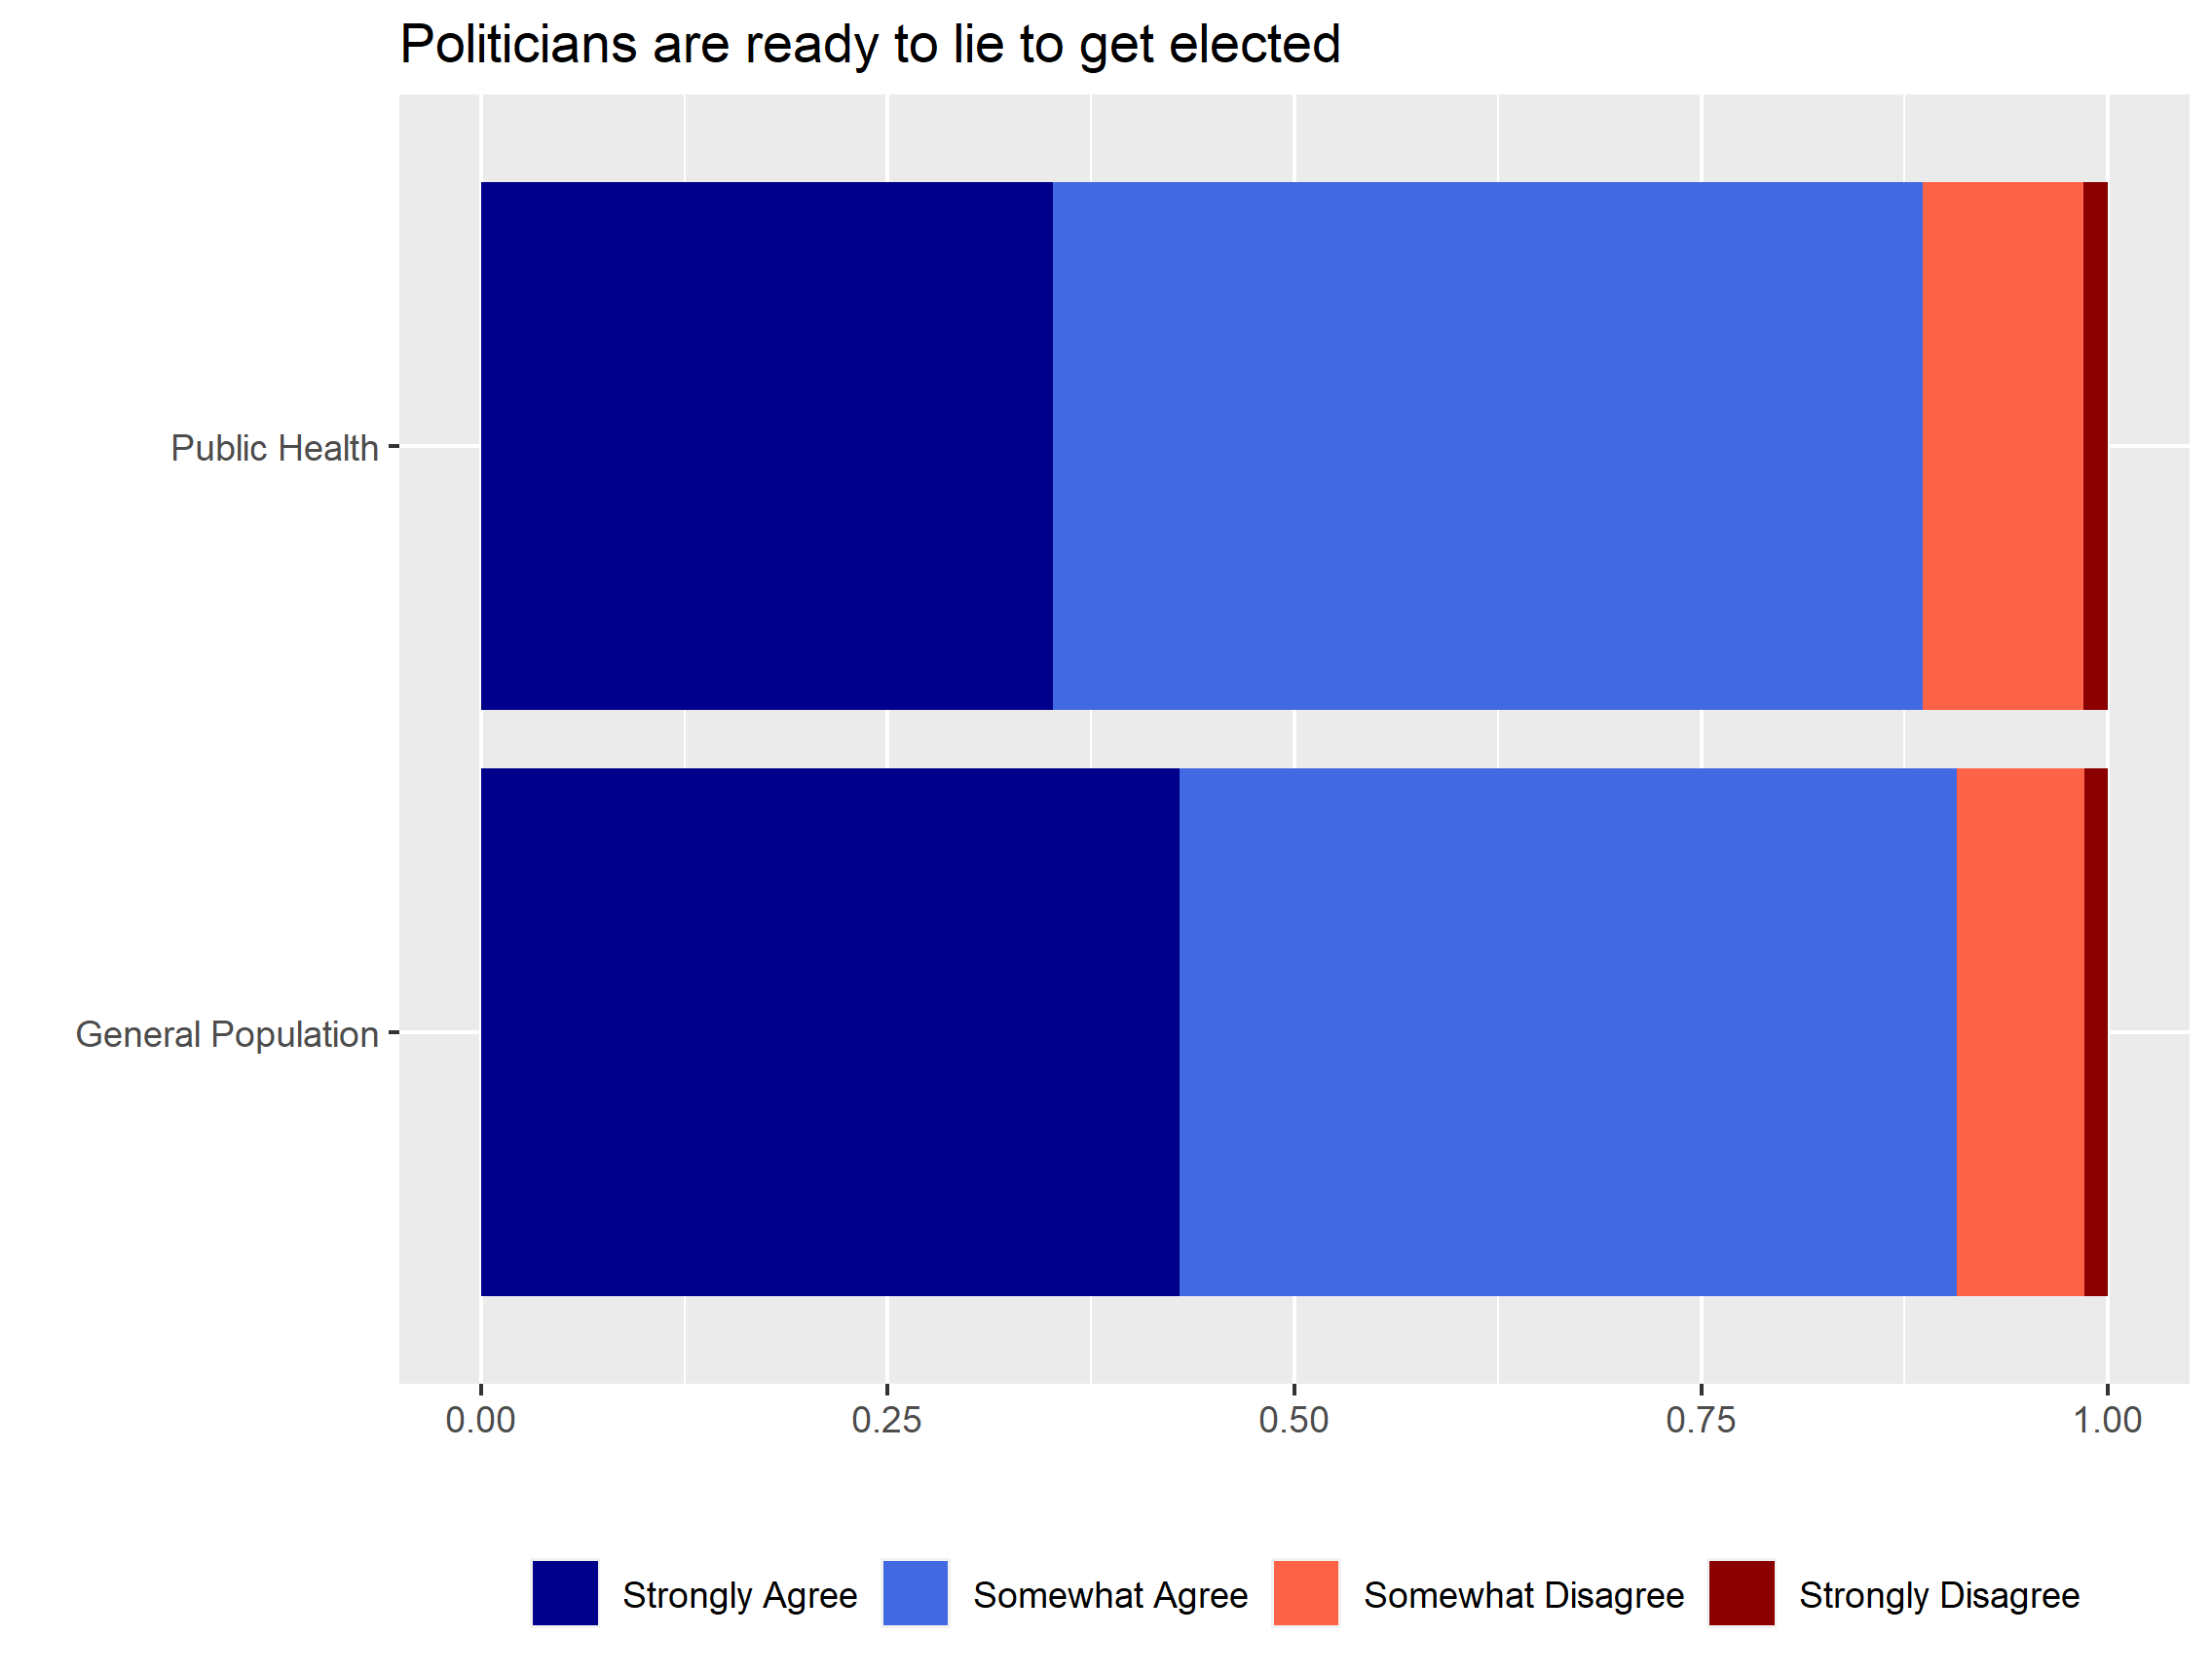 Politicians are ready to lie to get elected
Public Health
General Population
0.00 0.25 0.50 0.75 1.00
Strongly Agree Somewhat Agree Somewhat Disagree Strongly Disagree